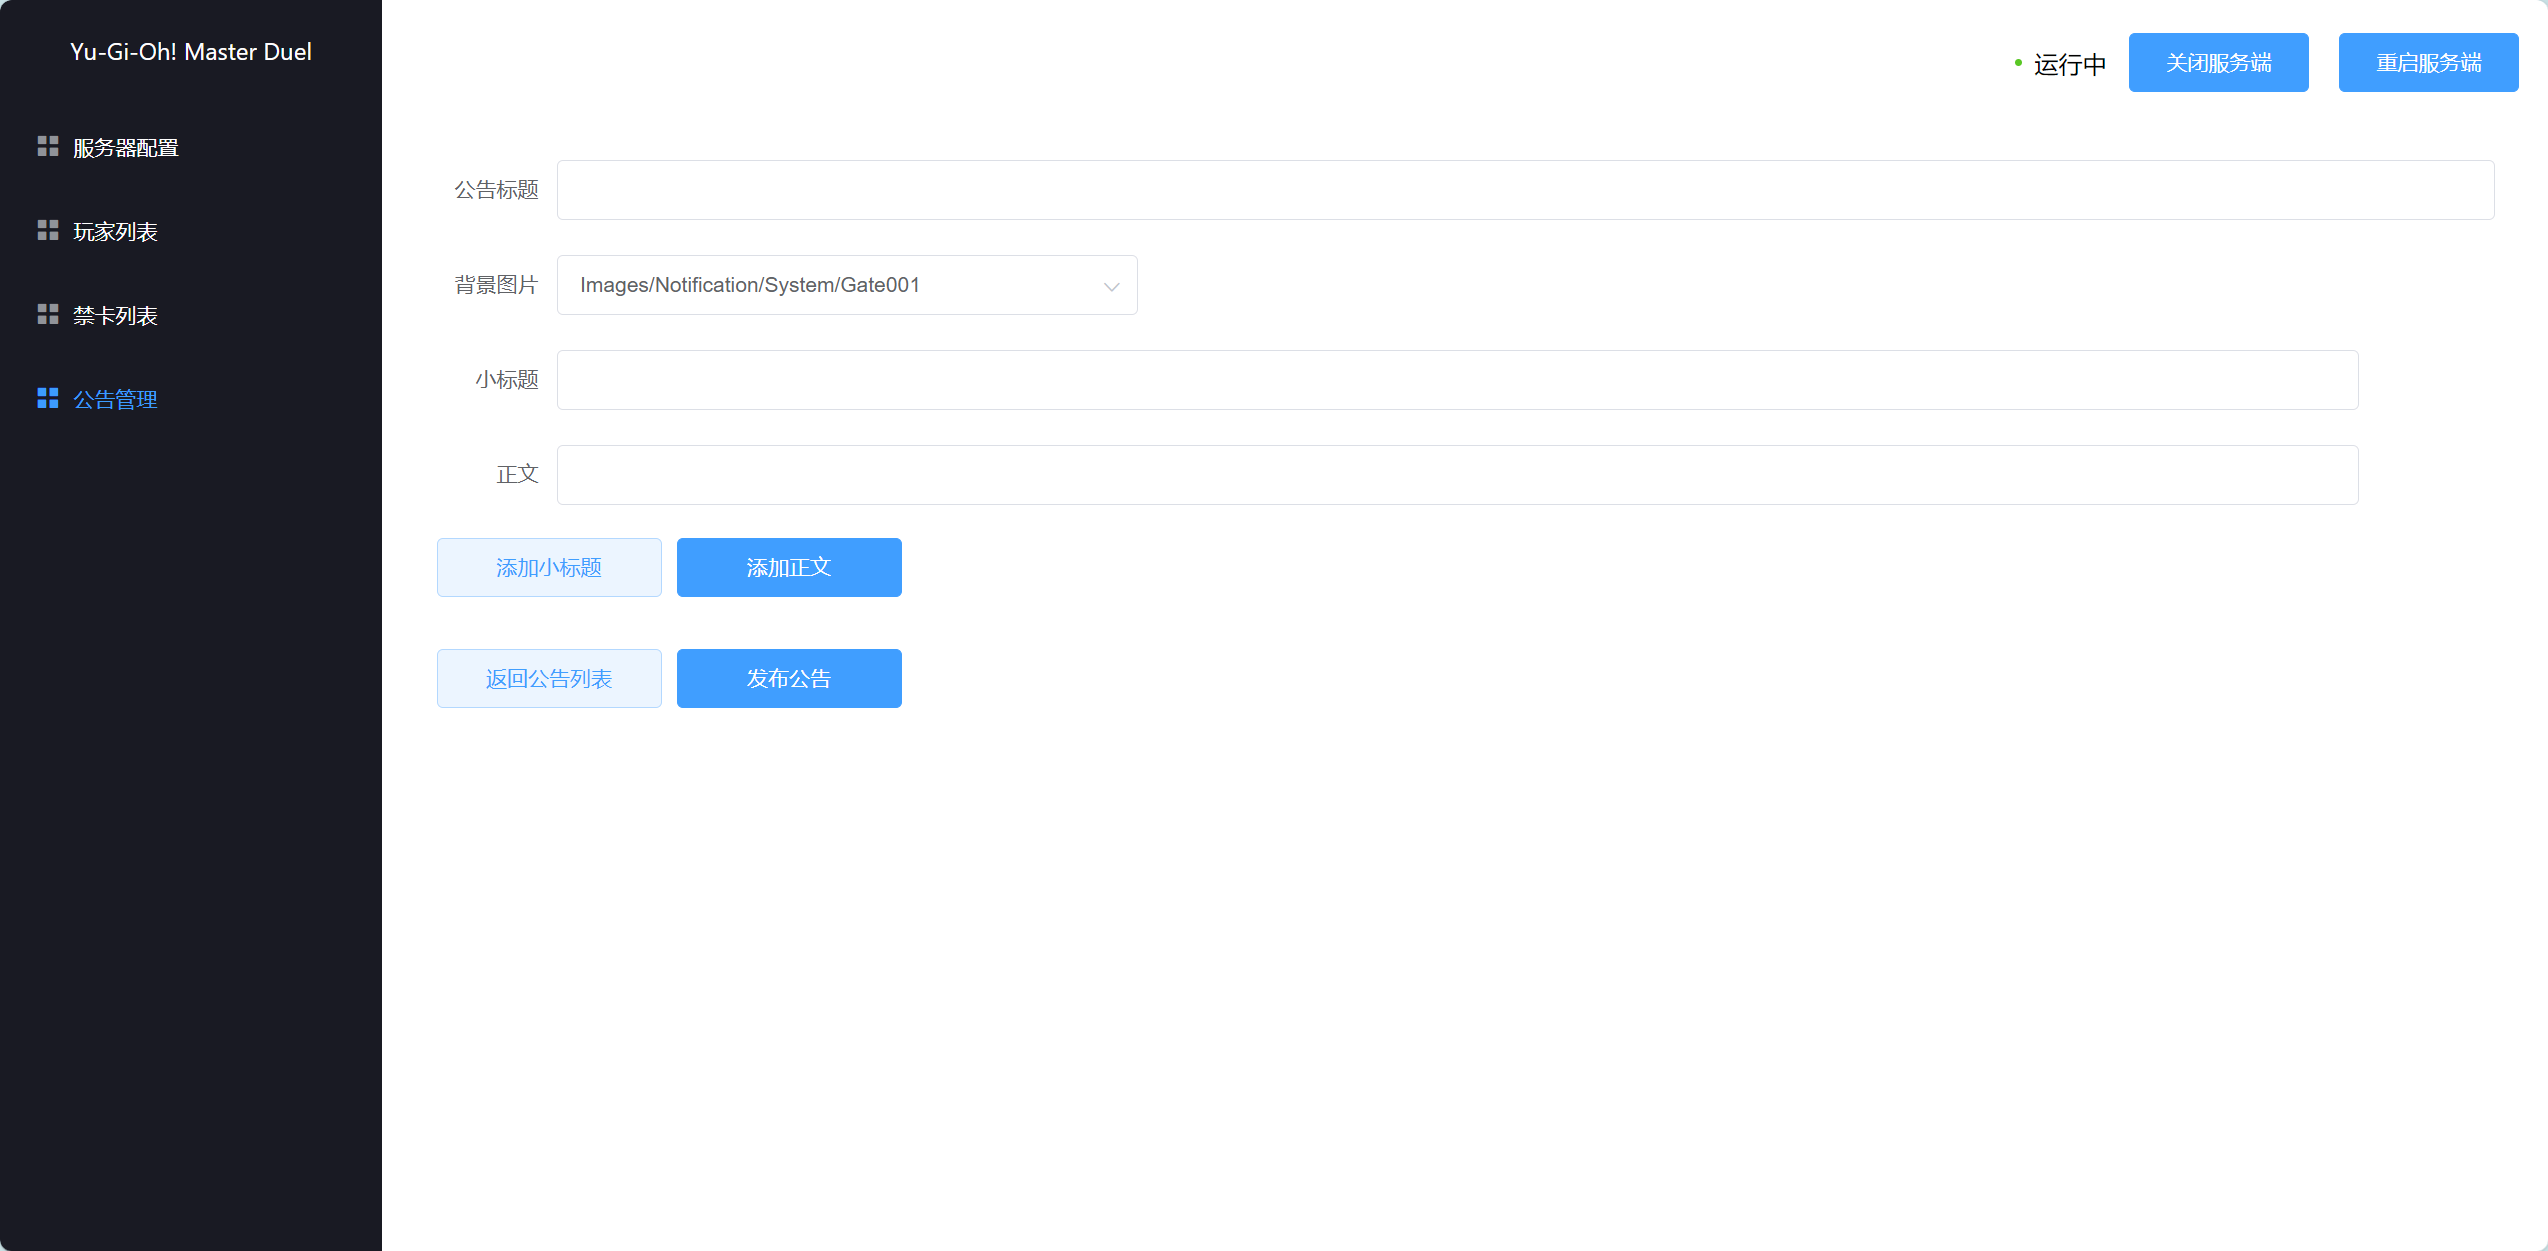 Yu-Gi-Oh! Master Duel
服务器配置
玩家列表
禁卡列表
公告管理
运行中
关闭服务端
重启服务端
公告标题
背景图片
Images/Notification/System/Gate001
小标题
正文
添加小标题
添加正文
返回公告列表
发布公告